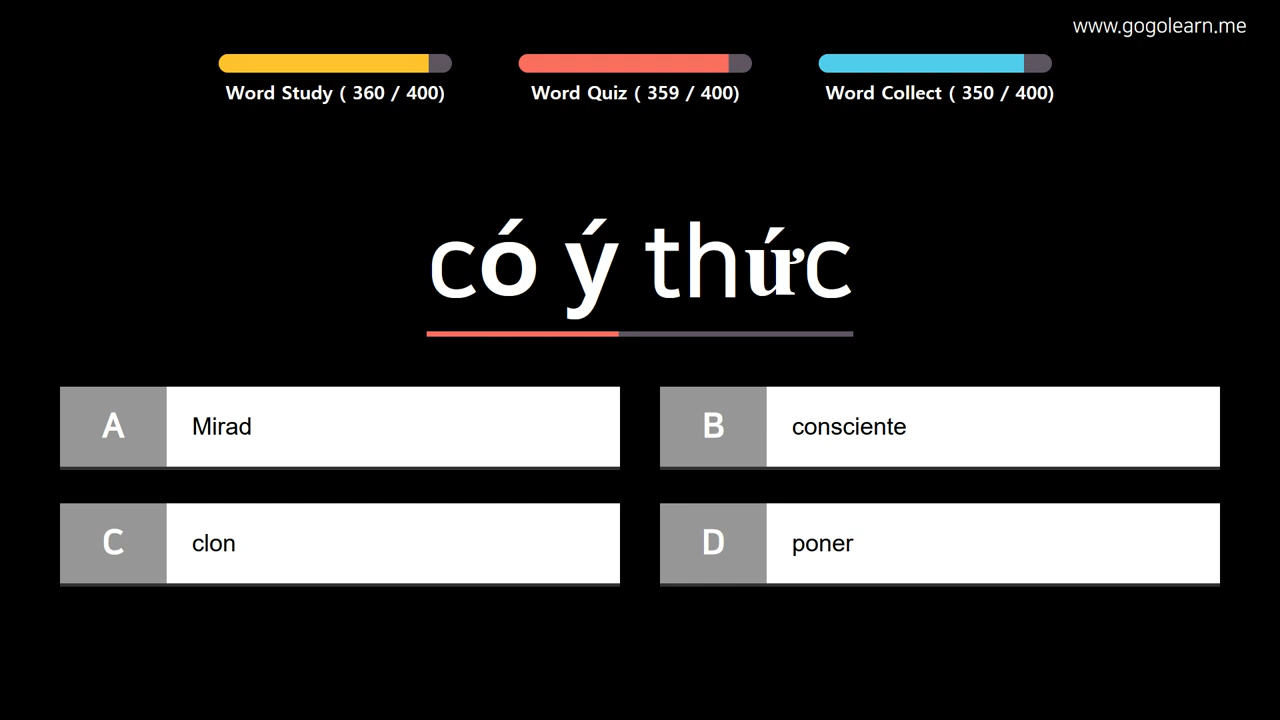 www.gogolearn.me
Word Study ( 360 / 400)
Word Quiz ( 359 / 400)
Word Collect ( 350 / 400)
có ý thức
A Mirad
B consciente
C clon
D poner